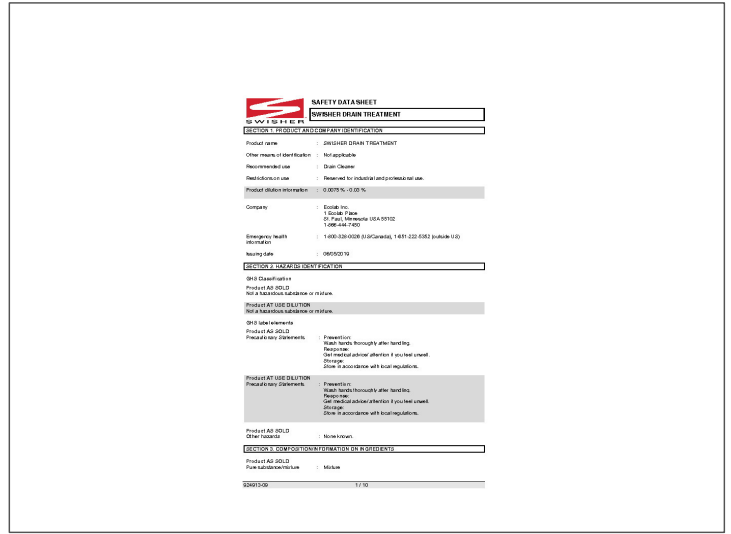 SAFETY DATA SHEET
SWISHER DRAIN TREATMENT
SWISHER
SECTION 1. PRODUCT AND COMPANY IDENTIFICATION
Product name : SWISHER DRAIN TREATMENT
Other means of identification : Not applicable
Recommended use : Drain Cleaner
Restrictions on use : Reserved for industrial and professional use.
Product dilution information : 0.0075 % - 0.03 %
Company : Ecolab Inc.
1 Ecolab Place
St. Paul, Minnesota USA 55102
1-866-444-7450
Emergency health : 1-800-328-0026 (US/Canada), 1-651-222-5352 (outside US)
information
Issuing date : 06/05/2019
SECTION 2. HAZARDS IDENTIFICATION
GHS Classification
Product AS SOLD
Not a hazardous substance or mixture.
Product AT USE DILUTION
Not a hazardous substance or mixture.
GHS label elements
Product AS SOLD
Precautionary Statements : Prevention:
Wash hands thoroughly after handling.
Response:
Get medical advice/ attention if you feel unwell.
Storage:
Store in accordance with local regulations.
Product AT USE DILUTION
Precautionary Statements : Prevention:
Wash hands thoroughly after handling.
Response:
Get medical advice/ attention if you feel unwell.
Storage:
Store in accordance with local regulations.
Product AS SOLD
Other hazards : None known.
SECTION 3. COMPOSITION/INFORMATION ON INGREDIENTS
Product AS SOLD
Pure substance/mixture : Mixture
924913-09 1 / 10